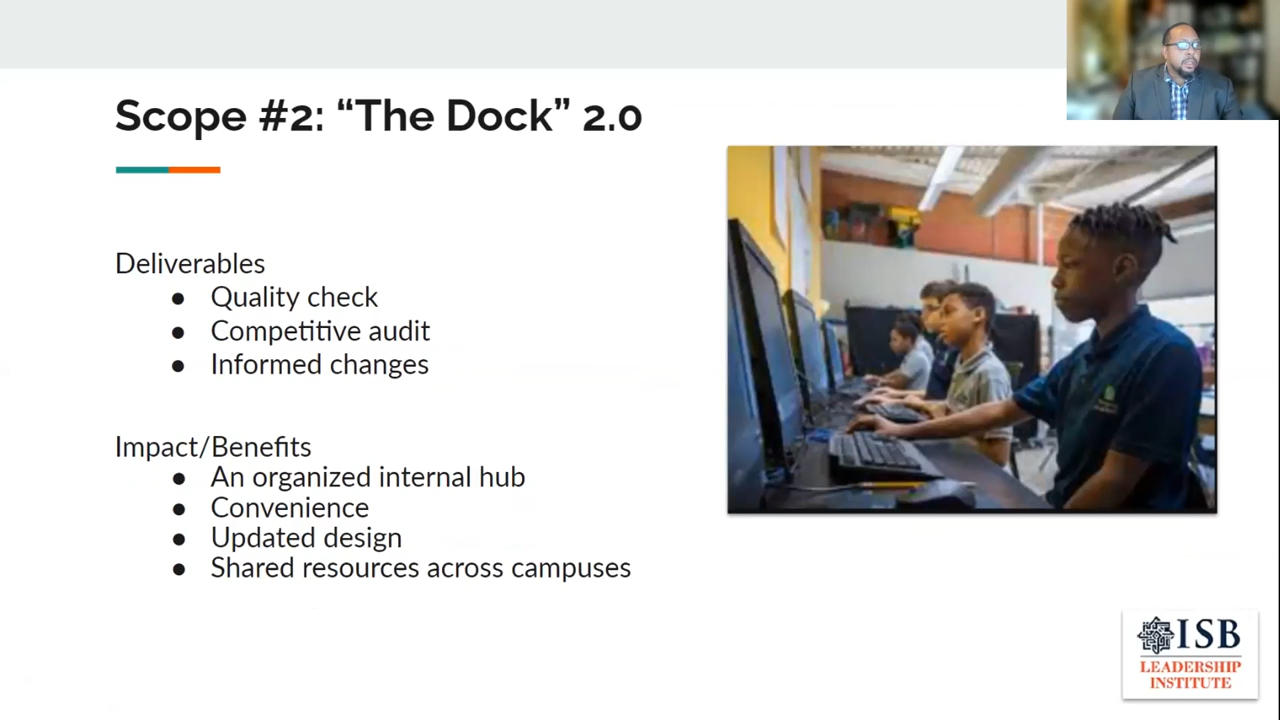 Scope #2: “The Dock” 2.0
Deliverables
● Quality check
● Competitive audit
● Informed changes
Impact/Benefits
● An organized internal hub
● Convenience
● Updated design
● Shared resources across campuses
ISB
LEADERSHIP
INSTITUTE